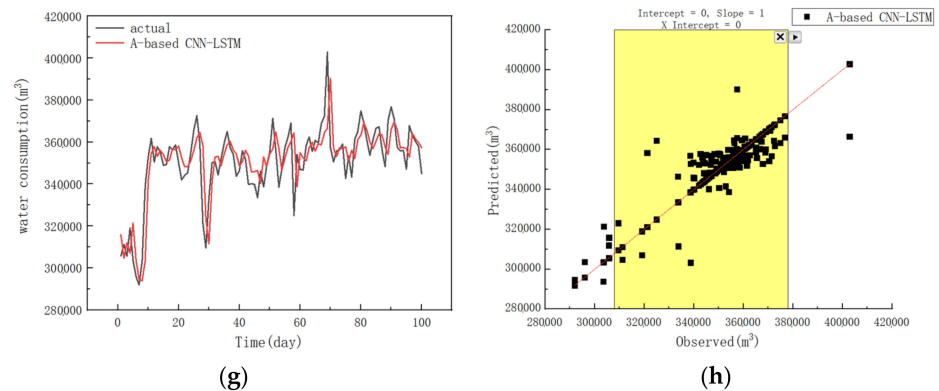 420000
400000
380000
360000
340000
320000
300000
280000
water consumption(m³)
actual
A-based CNN-LSTM
0
20
40
60
80
100
Time(day)
(g)
Intercept = 0, Slope = 1
X Intercept = 0
A-based CNN-LSTM
420000
400000
380000
360000
340000
320000
300000
280000
Predicted(m³)
280000 300000 320000 340000 360000 380000 400000 420000
Observed(m³)
(h)